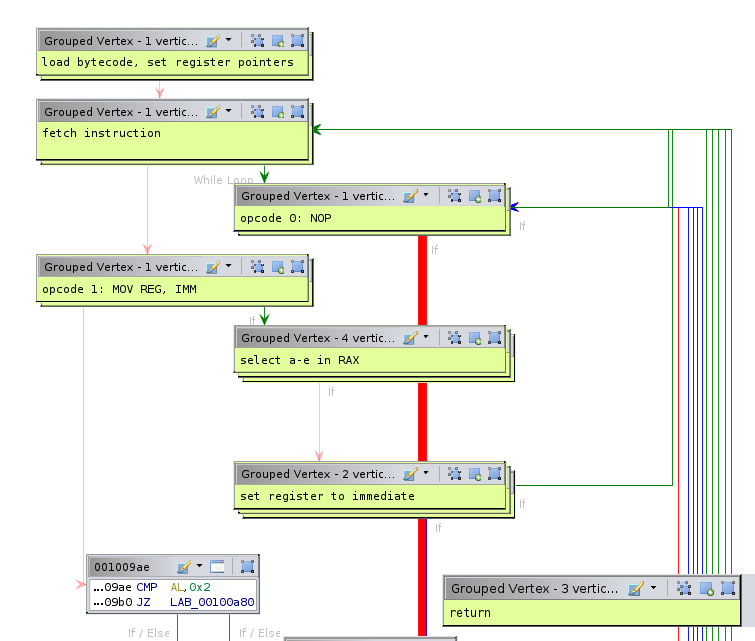 Grouped Vertex - 1 vertic...
load bytecode, set register pointers
Grouped Vertex - 1 vertic...
fetch instruction
While Loop
Grouped Vertex - 1 vertic...
opcode 0: NOP
If
If
Grouped Vertex - 1 vertic...
opcode 1: MOV REG, IMM
If
Grouped Vertex - 4 vertic...
select a-e in RAX
If
Grouped Vertex - 2 vertic...
set register to immediate
If
If
001009ae
...09ae CMP AL,0x2
...09b0 JZ LAB_00100a80
Grouped Vertex - 3 vertic...
return
If / Else
If / Else